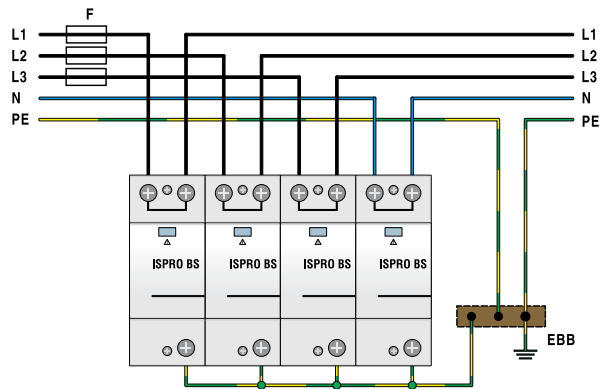 F
L1 L1
L2 L2
L3 L3
N N
PE PE
ISPRO BS ISPRO BS ISPRO BS ISPRO BS
EBB